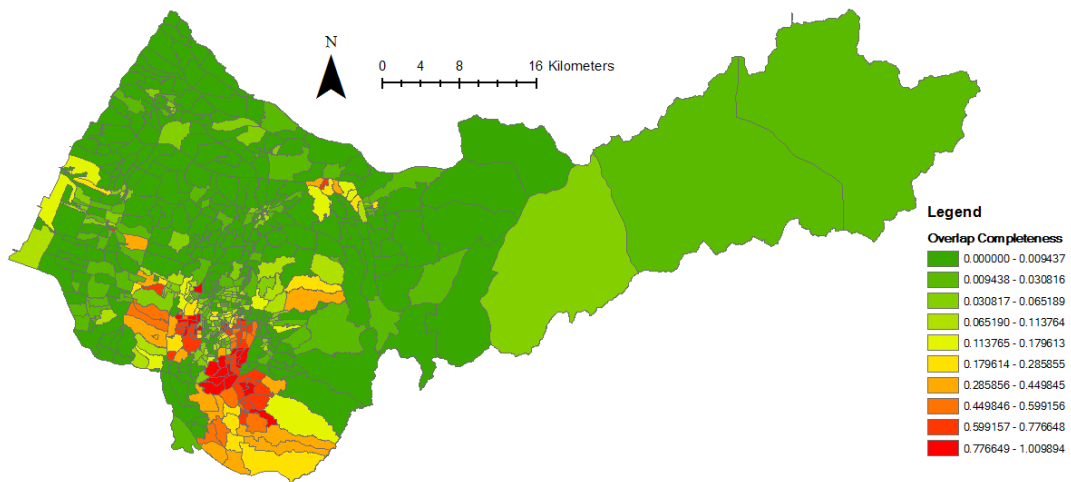 N
0 4 8 16 Kilometers
Legend
Overlap Completeness
0.000000 - 0.009437
0.009438 - 0.030816
0.030817 - 0.065189
0.065190 - 0.113764
0.113765 - 0.179613
0.179614 - 0.285855
0.285856 - 0.449845
0.449846 - 0.599156
0.599157 - 0.776648
0.776649 - 1.009894